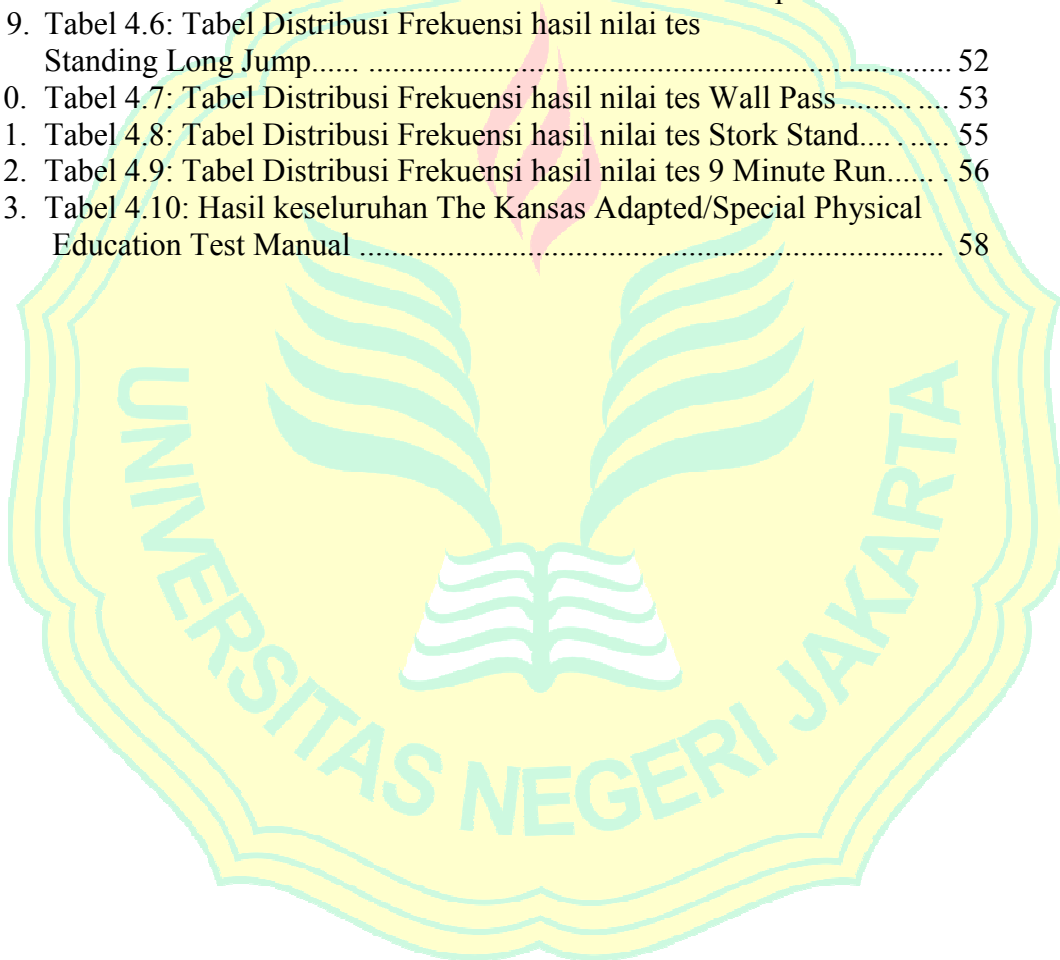 9. Tabel 4.6: Tabel Distribusi Frekuensi hasil nilai tes
Standing Long Jump...... ........................................................................... 52
0. Tabel 4.7: Tabel Distribusi Frekuensi hasil nilai tes Wall Pass ......... .... 53
1. Tabel 4.8: Tabel Distribusi Frekuensi hasil nilai tes Stork Stand.... . ..... 55
2. Tabel 4.9: Tabel Distribusi Frekuensi hasil nilai tes 9 Minute Run...... . 56
3. Tabel 4.10: Hasil keseluruhan The Kansas Adapted/Special Physical
Education Test Manual ........................................................................... 58
UNIVERSITAS NEGERI JAKARTA